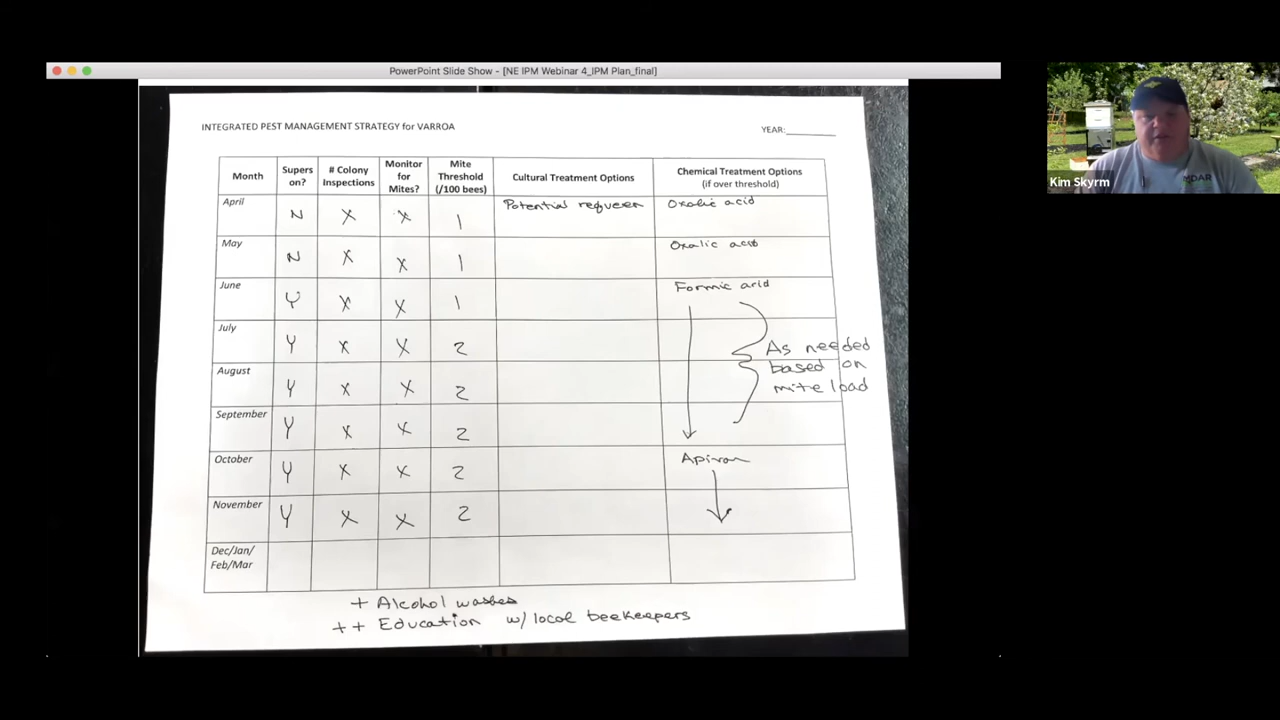 PowerPoint Slide Show - [NE IPM Webinar 4_IPM Plan_final]
Kim Skyrm
MDAR
INTEGRATED PEST MANAGEMENT STRATEGY for VARROA
YEAR:________
Month
Supers on?
# Colony Inspections
Monitor for Mites?
Mite Threshold (/100 bees)
Cultural Treatment Options
Chemical Treatment Options (if over threshold)
April N X X 1 Potential requeen Oxalic acid
May N X X 1 Oxalic acid
June Y X X 1 Formic acid
July Y X X 2
August Y X X 2
September Y X X 2
As needed
based on
mite load
October Y X X 2 Apivar
November Y X X 2
Dec/Jan/
Feb/Mar
+ Alcohol washes
++ Education w/ local beekeepers